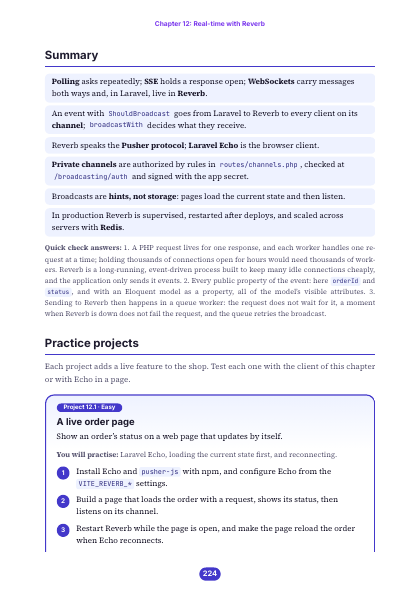 Chapter 12: Real-time with Reverb
Summary
Polling asks repeatedly; SSE holds a response open; WebSockets carry messages
both ways and, in Laravel, live in Reverb.
An event with ShouldBroadcast goes from Laravel to Reverb to every client on its
channel; broadcastWith decides what they receive.
Reverb speaks the Pusher protocol; Laravel Echo is the browser client.
Private channels are authorized by rules in routes/channels.php, checked at
/broadcasting/auth and signed with the app secret.
Broadcasts are hints, not storage: pages load the current state and then listen.
In production Reverb is supervised, restarted after deploys, and scaled across
servers with Redis.
Quick check answers: 1. A PHP request lives for one response, and each worker handles one re-
quest at a time; holding thousands of connections open for hours would need thousands of work-
ers. Reverb is a long-running, event-driven process built to keep many idle connections cheaply,
and the application only sends it events. 2. Every public property of the event: here orderId and
status, and with an Eloquent model as a property, all of the model's visible attributes. 3.
Sending to Reverb then happens in a queue worker: the request does not wait for it, a moment
when Reverb is down does not fail the request, and the queue retries the broadcast.
Practice projects
Each project adds a live feature to the shop. Test each one with the client of this chapter
or with Echo in a page.
Project 12.1 · Easy
A live order page
Show an order's status on a web page that updates by itself.
You will practise: Laravel Echo, loading the current state first, and reconnecting.
1 Install Echo and pusher-js with npm, and configure Echo from the
VITE_REVERB_* settings.
2 Build a page that loads the order with a request, shows its status, then
listens on its channel.
3 Restart Reverb while the page is open, and make the page reload the order
when Echo reconnects.
224